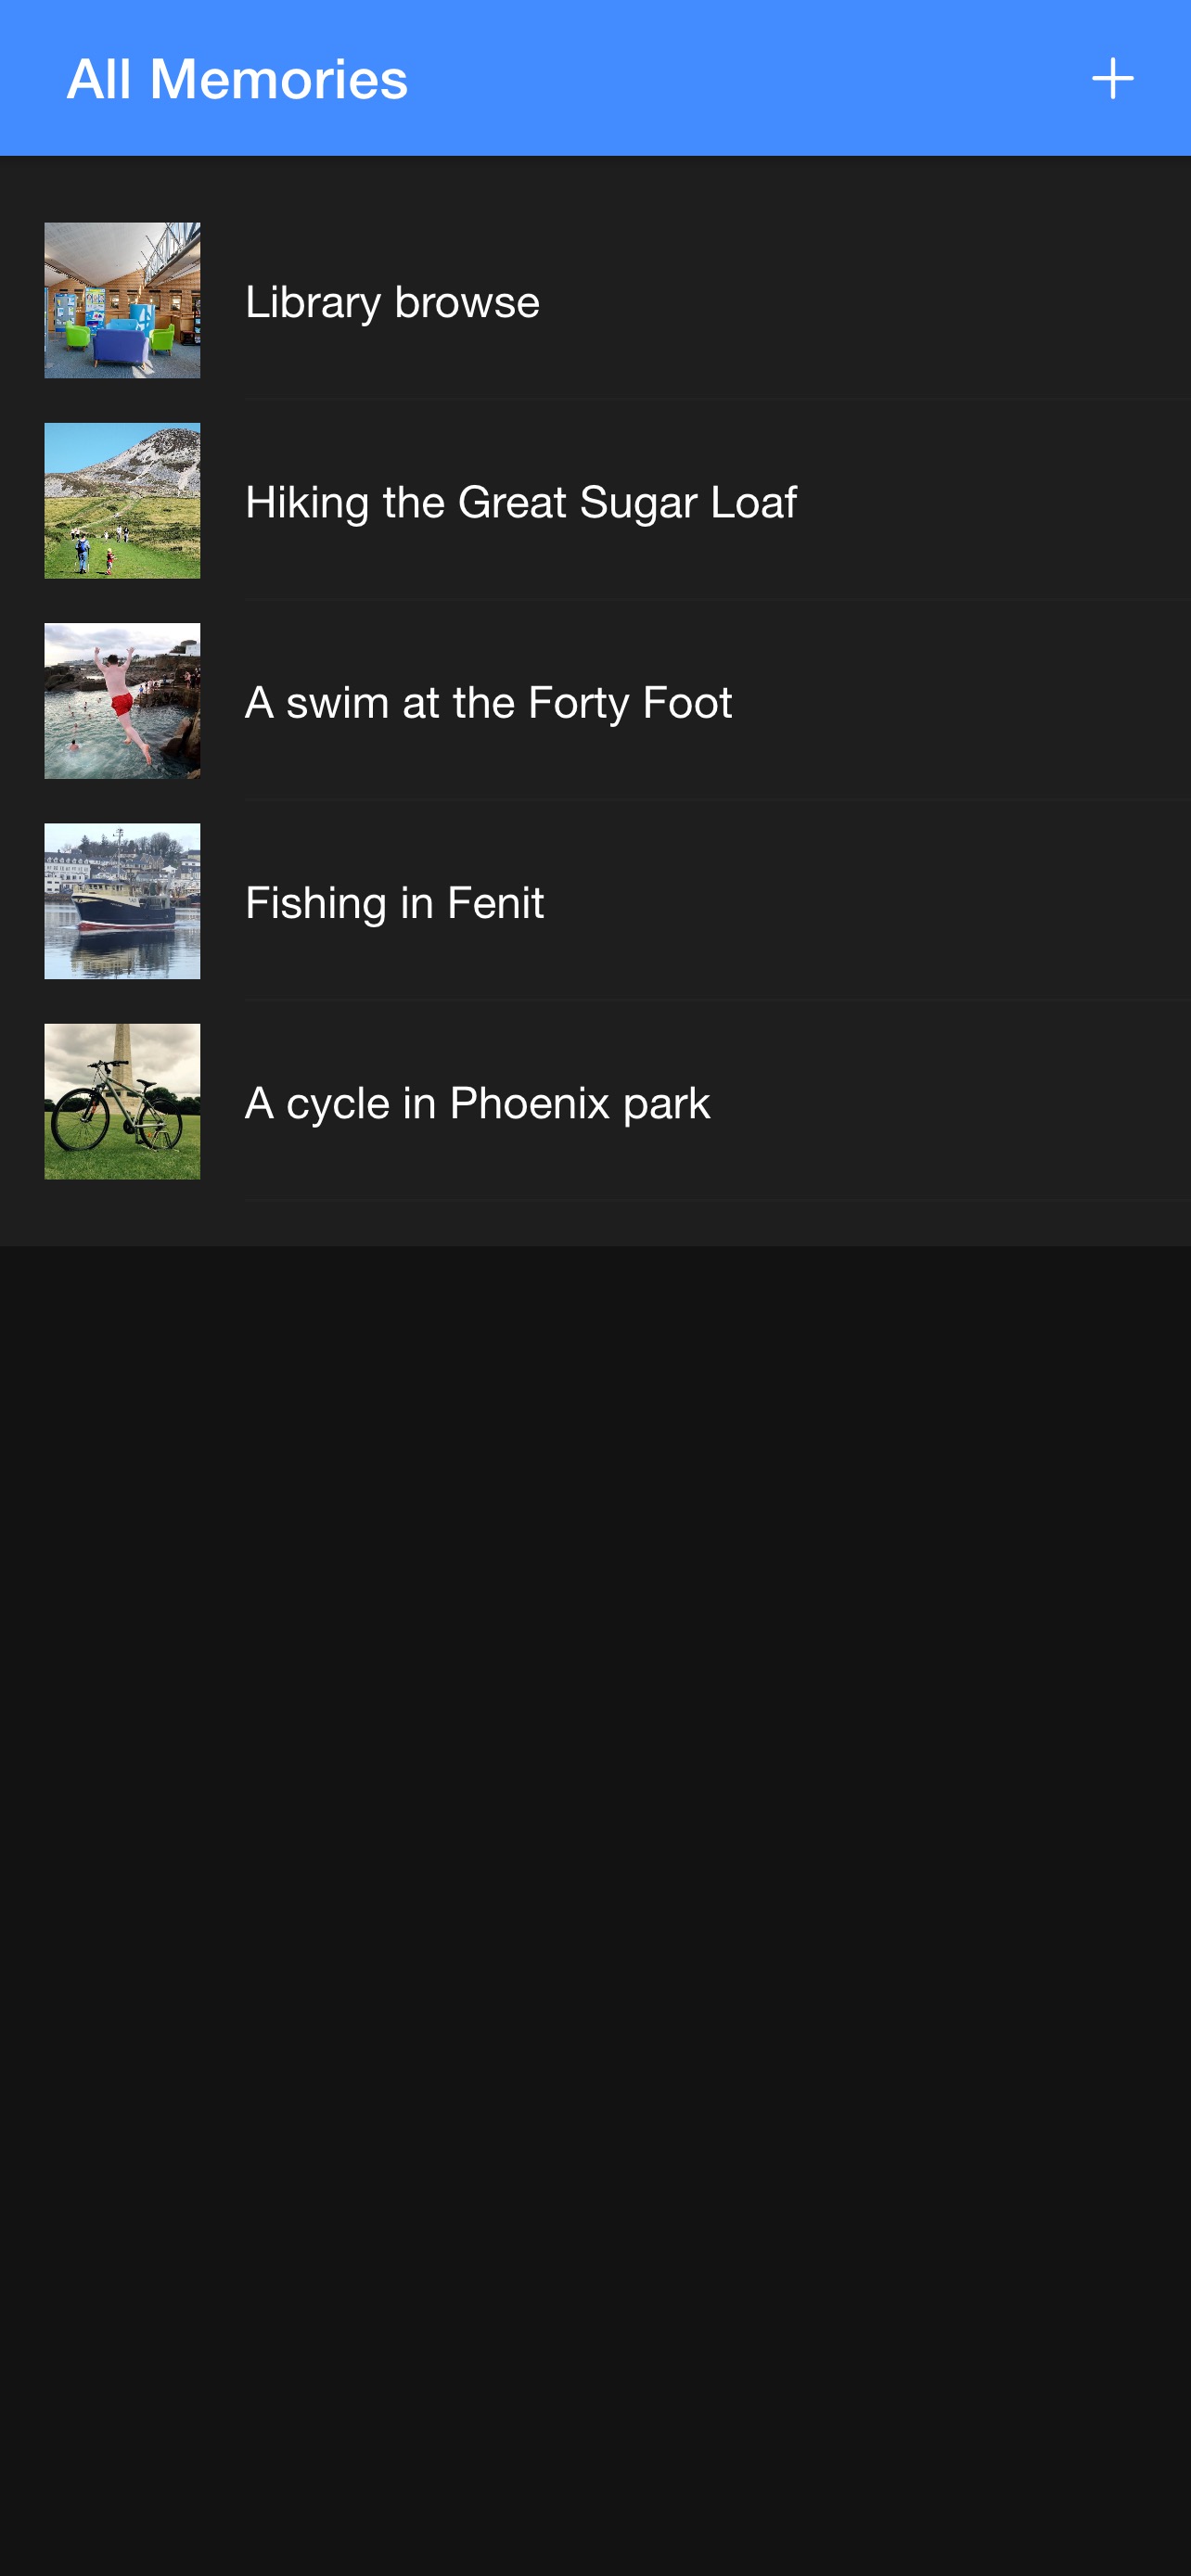 All Memories
Library browse
Hiking the Great Sugar Loaf
A swim at the Forty Foot
Fishing in Fenit
A cycle in Phoenix park